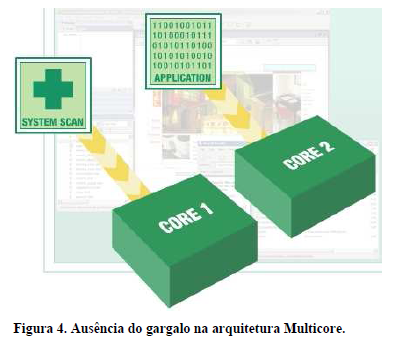 11001001011
10100010111
01010110100
10101010010
10010101101
APPLICATION
SYSTEM SCAN
CORE 1
CORE 2
Figura 4. Ausência do gargalo na arquitetura Multicore.